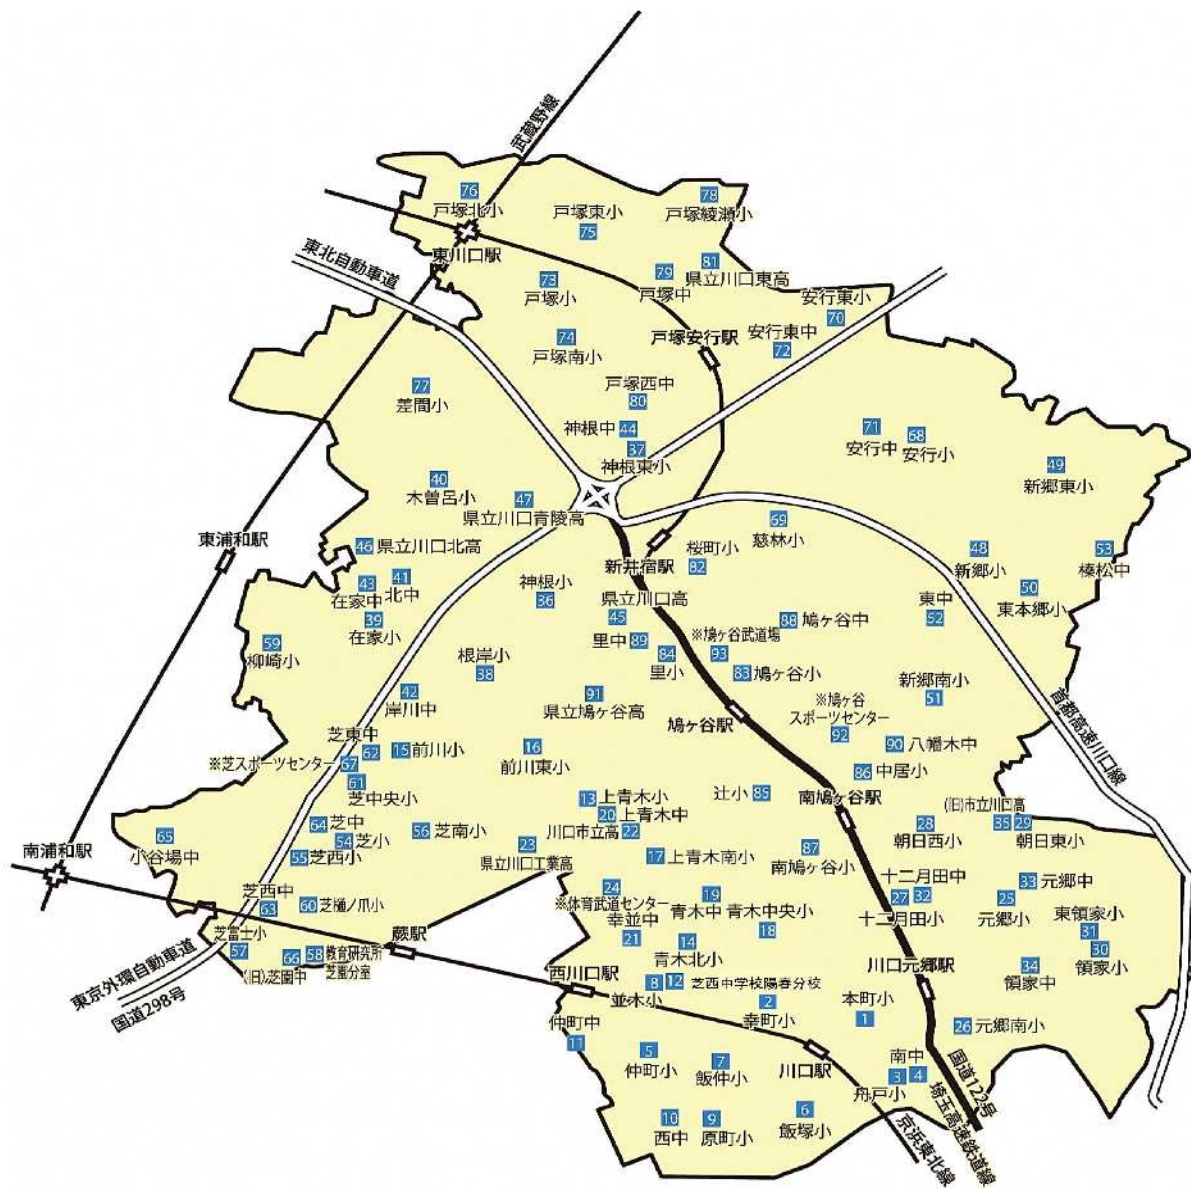 武蔵野線
76
戸塚北小
戸塚東小
75
78
戸塚綾瀬小
東川口駅
東北自動車道
73
戸塚小
79
戸塚中
81
県立川口東高
安行東小
70
74
戸塚南小
戸塚安行駅
安行東中
72
77
差間小
戸塚西中
80
神根中 44
37
神根東小
71
安行中
68
安行小
49
新郷東小
40
木曽呂小
47
県立川口青陵高
69
慈林小
東浦和駅
46 県立川口北高
新井宿駅
桜町小
82
48
新郷小
53
榛松中
43
在家中
41
北中
39
在家小
神根小
36
県立川口高
45
50
東本郷小
東中
52
88 鳩ヶ谷中
59
柳崎小
里中 89
84
里小
※鳩ヶ谷武道場
93
83 鳩ヶ谷小
根岸小
38
42
岸川中
91
県立鳩ヶ谷高
新郷南小
51
※鳩ヶ谷
スポーツセンター
92
鳩ヶ谷駅
首都高速川口線
芝東中
62
15 前川小
16
前川東小
90 八幡木中
※芝スポーツセンター 67
61
芝中央小
86 中居小
13 上青木小
辻小 85
南鳩ヶ谷駅
(旧)市立川口高
35 29
朝日東小
64 芝中
54 芝小
56 芝南小
20 上青木中
川口市立高 22
28
朝日西小
65
小谷場中
南浦和駅
55 芝西小
23
県立川口工業高
17 上青木南小
87
南鳩ヶ谷小
芝西中
63
60 芝樋ノ爪小
24
※体育武道センター
19
青木中
青木中央小
18
十二月田中
27 32
十二月田小
33 元郷中
25
元郷小
東領家小
31
30
領家小
芝富士小
57
66
(旧)芝園中
58 教育研究所
芝園分室
蕨駅
幸並中
21
14
青木北小
川口元郷駅
34
領家中
東京外環自動車道
国道298号
西川口駅
8 12
並木小
芝西中学校陽春分校
2
幸町小
本町小
1
26 元郷南小
仲町中
11
5
仲町小
7
飯仲小
川口駅
南中
3 4
舟戸小
国道122号
埼玉高速鉄道線
京浜東北線
10
西中
9
原町小
6
飯塚小